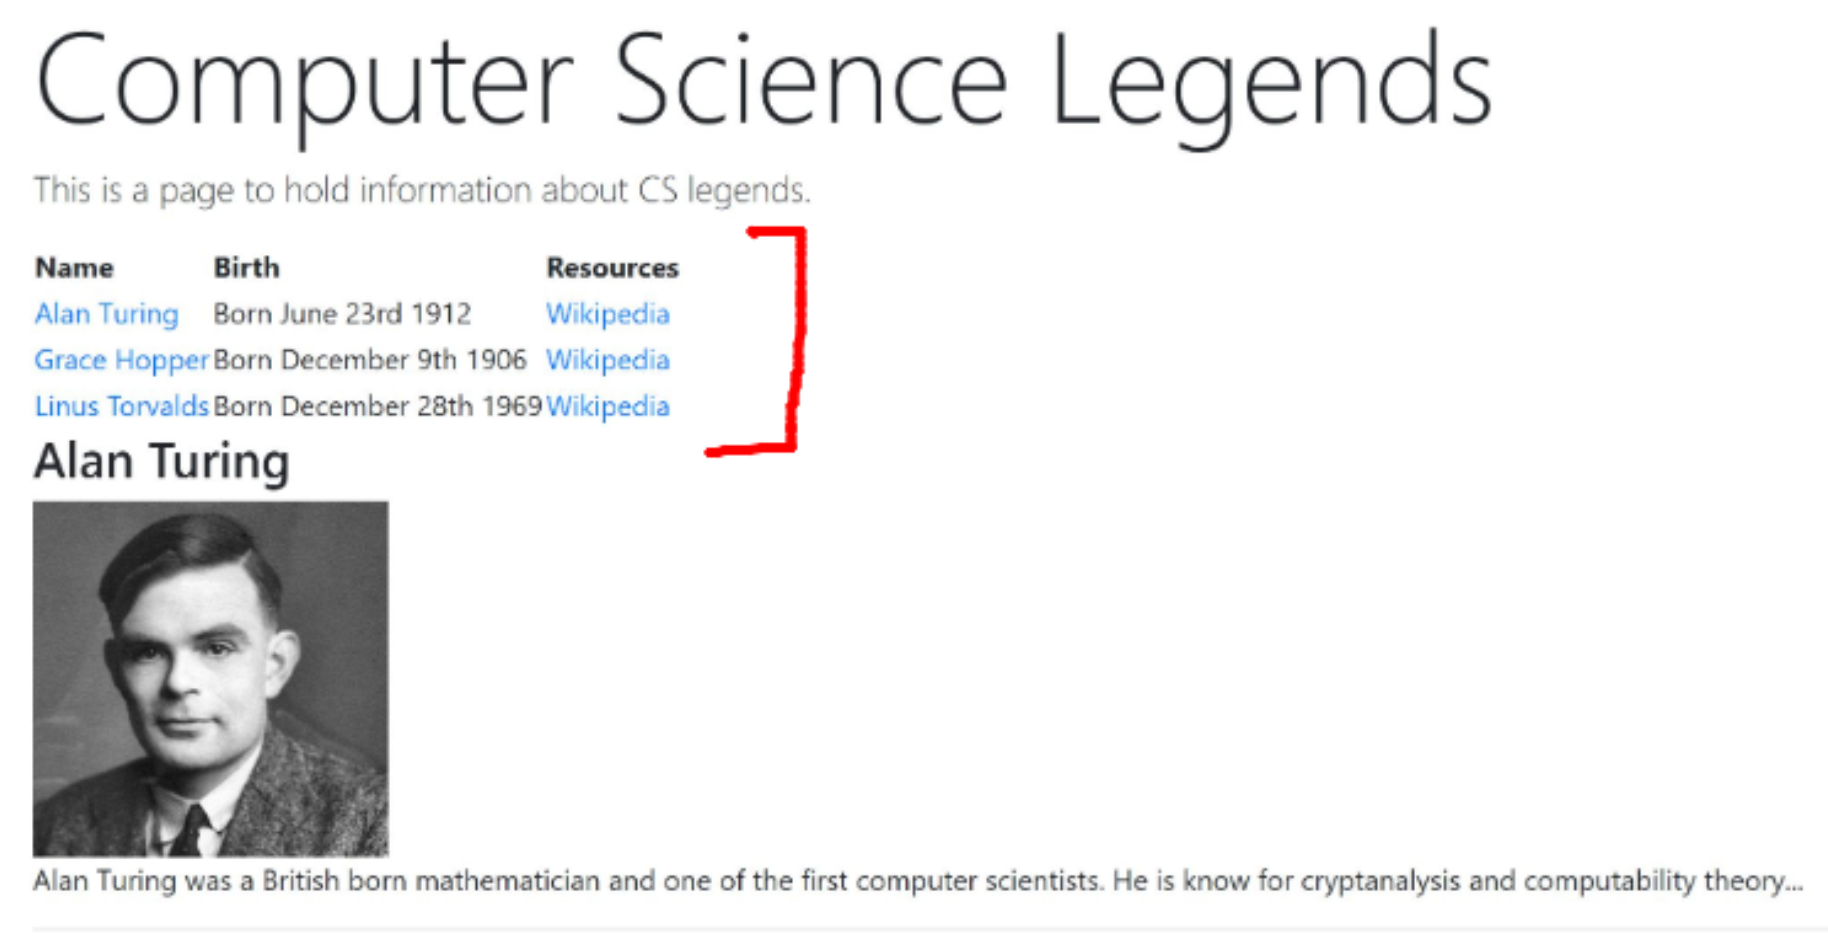 Computer Science Legends
This is a page to hold information about CS legends.
Name Birth Resources
Alan Turing Born June 23rd 1912 Wikipedia
Grace Hopper Born December 9th 1906 Wikipedia
Linus Torvalds Born December 28th 1969 Wikipedia
Alan Turing
Alan Turing was a British born mathematician and one of the first computer scientists. He is know for cryptanalysis and computability theory...